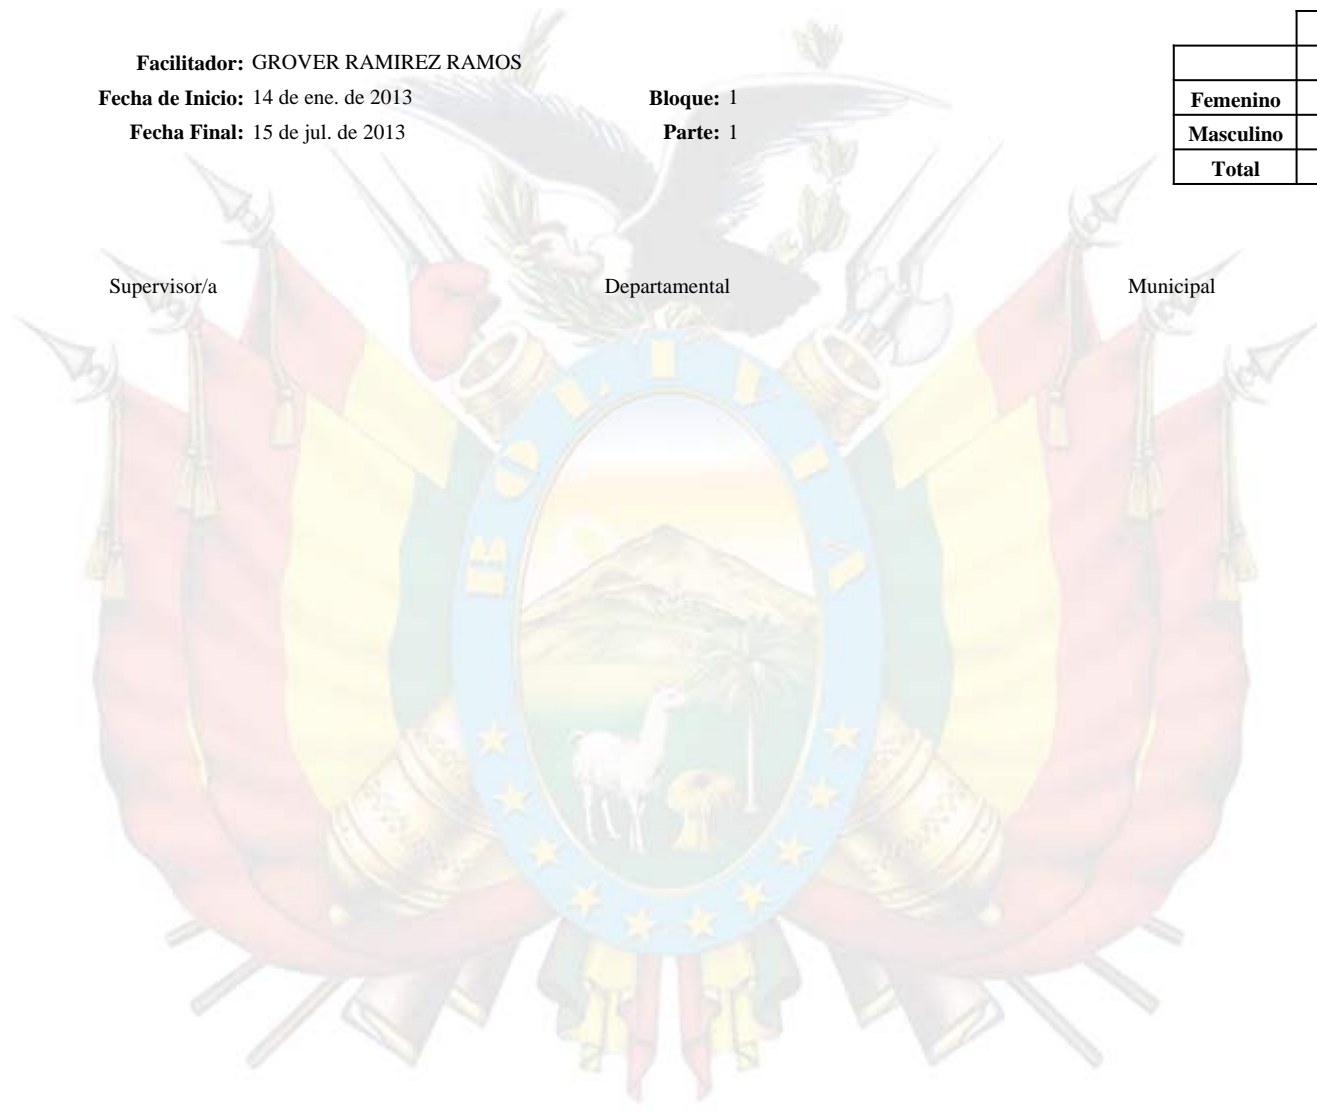 Facilitador: GROVER RAMIREZ RAMOS
Fecha de Inicio: 14 de ene. de 2013 Bloque: 1
Femenino
Fecha Final: 15 de jul. de 2013 Parte: 1
Masculino
Total
Supervisor/a Departamental Municipal
BOLIVIA